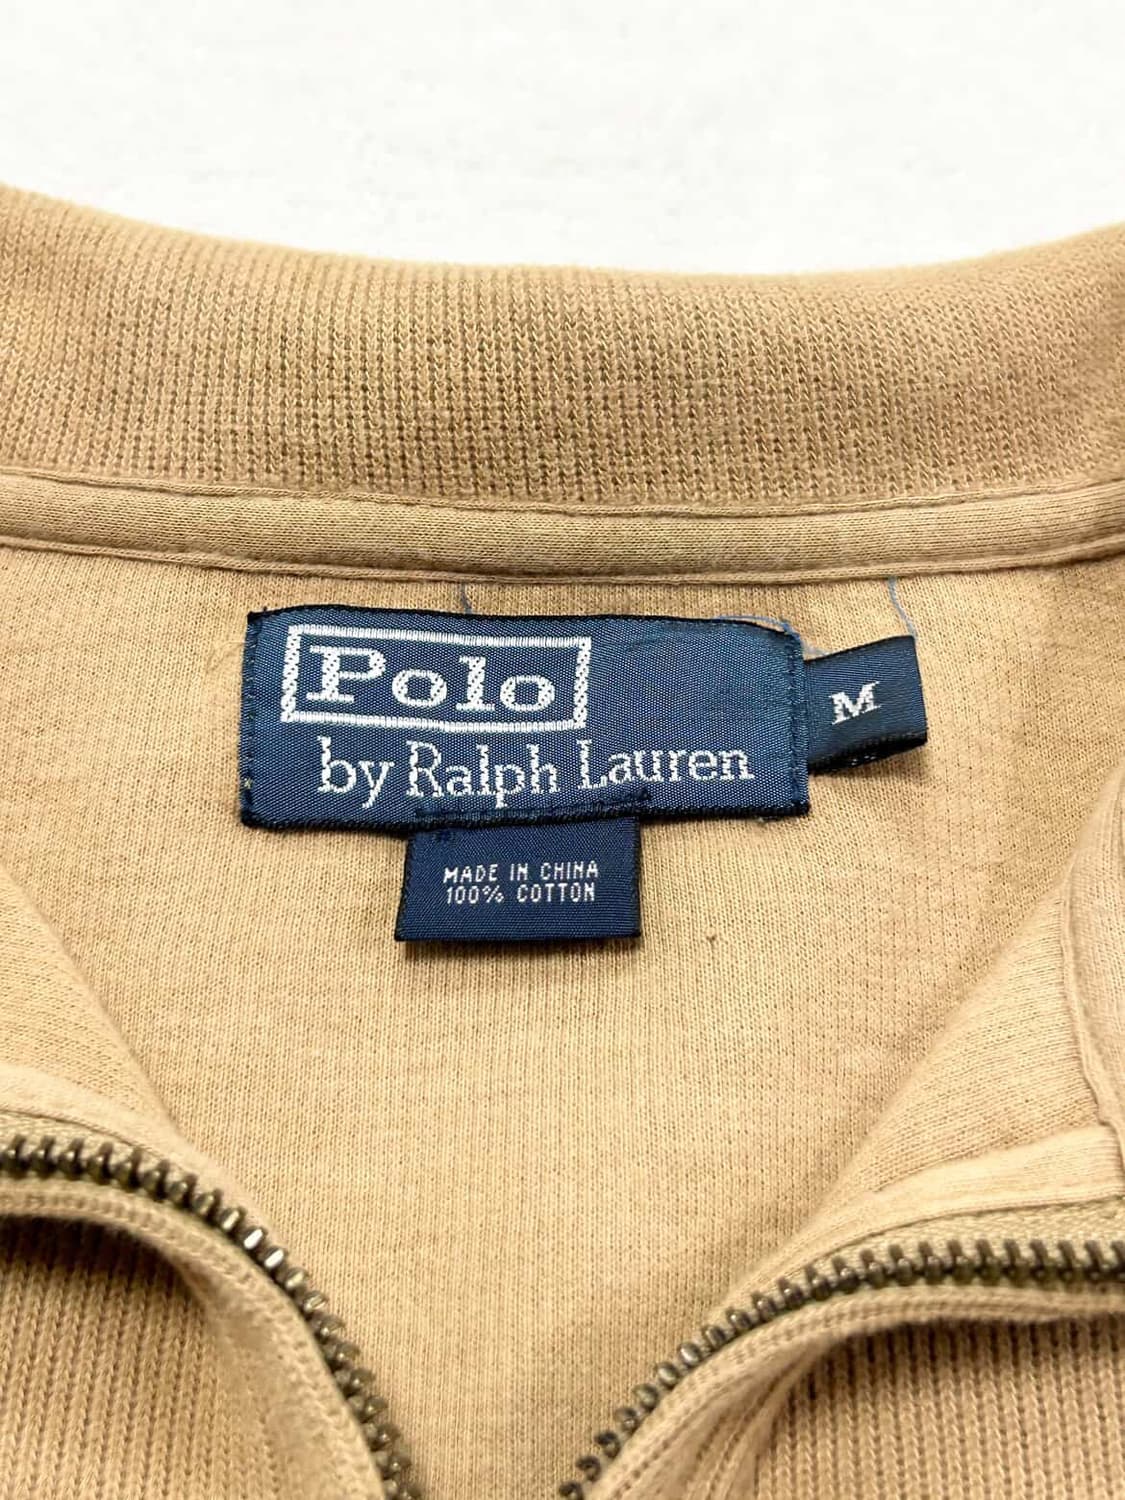 Polo
by Ralph Lauren
M
MADE IN CHINA
100% COTTON